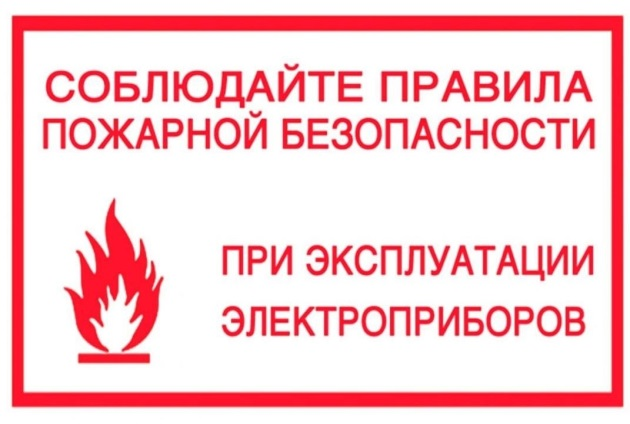 СОБЛЮДАЙТЕ ПРАВИЛА
ПОЖАРНОЙ БЕЗОПАСНОСТИ
ПРИ ЭКСПЛУАТАЦИИ
ЭЛЕКТРОПРИБОРОВ